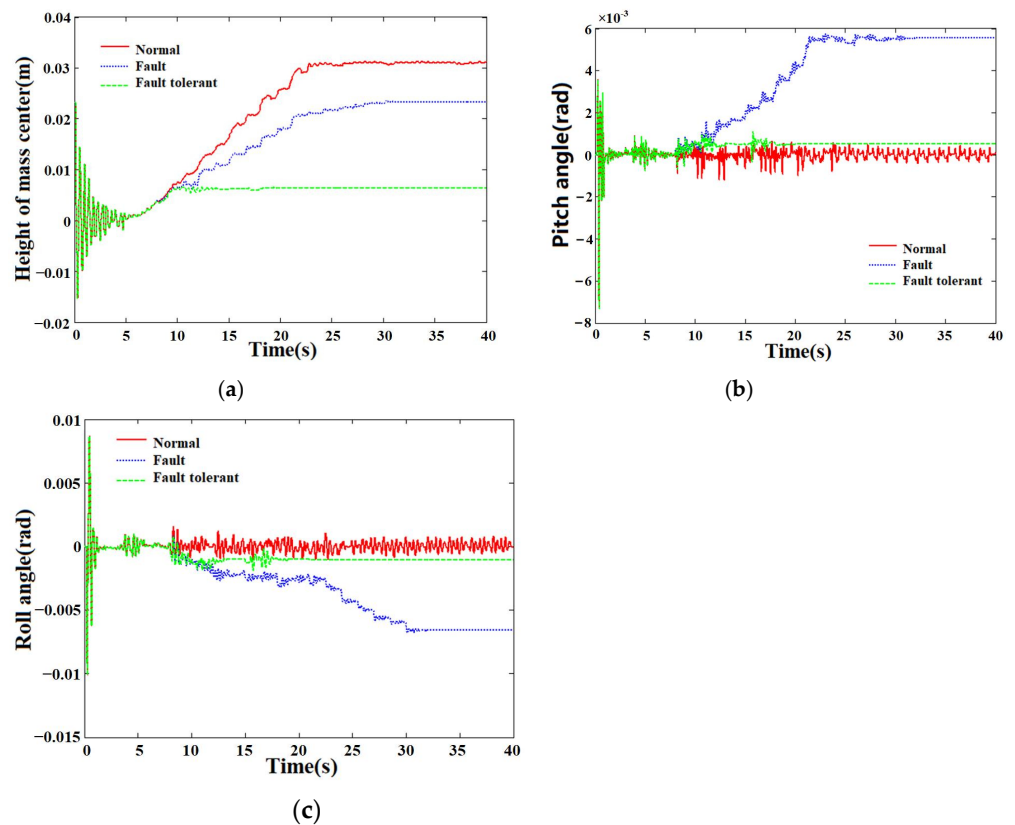 0.04
0.03
0.02
0.01
0
−0.01
−0.02
Height of mass center(m)
Normal
Fault
Fault tolerant
0 5 10 15 20 25 30 35 40
Time(s)
(a)
×10⁻³
6
4
2
0
−2
−4
−6
−8
Pitch angle(rad)
Normal
Fault
Fault tolerant
0 5 10 15 20 25 30 35 40
Time(s)
(b)
0.01
0.005
0
−0.005
−0.01
−0.015
Roll angle(rad)
Normal
Fault
Fault tolerant
0 5 10 15 20 25 30 35 40
Time(s)
(c)